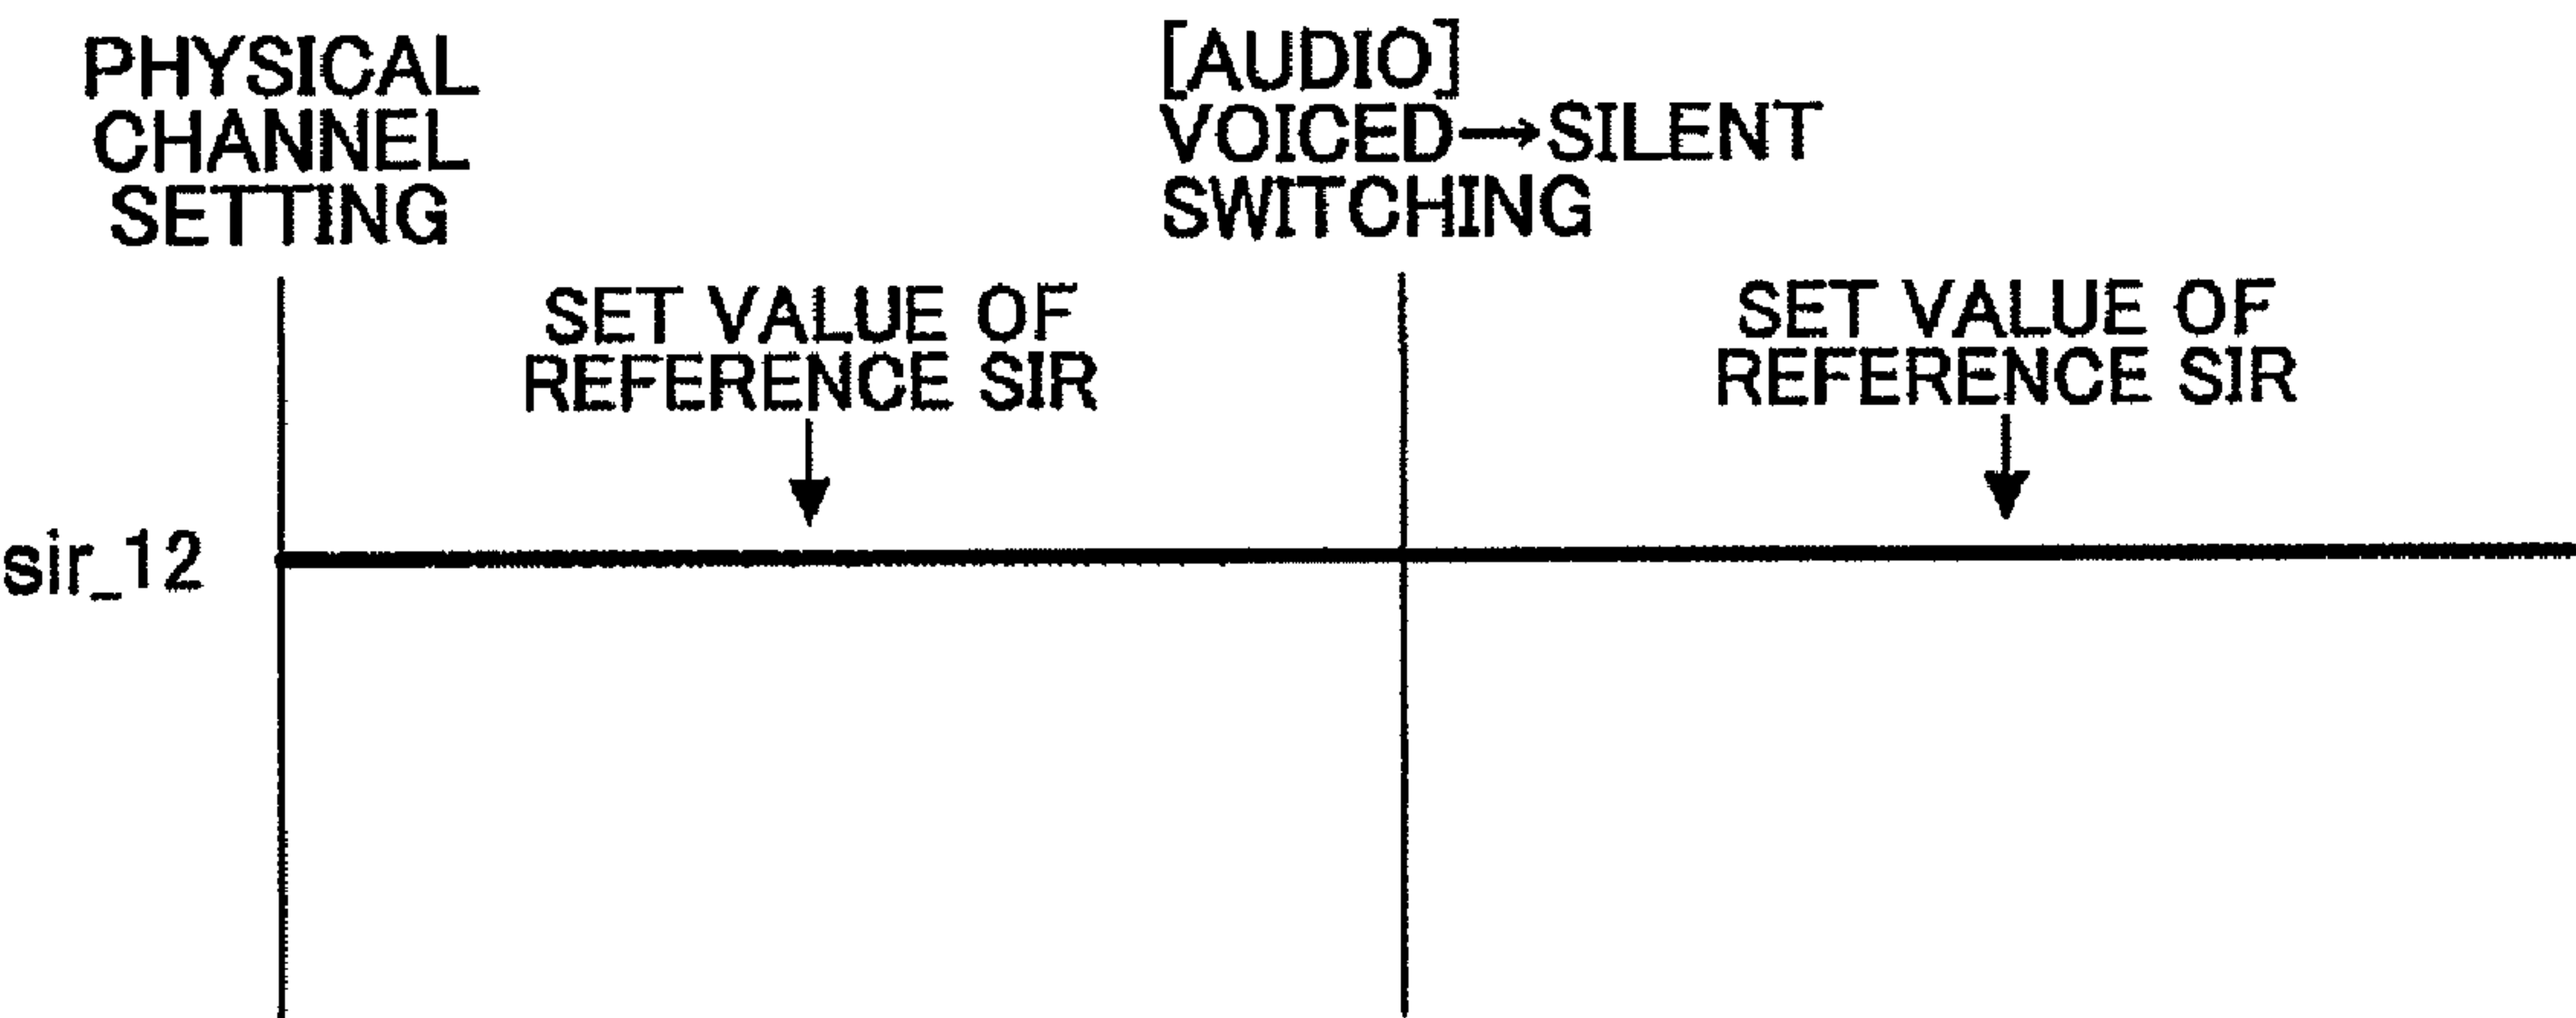 PHYSICAL
CHANNEL
SETTING
[AUDIO]
VOICED→SILENT
SWITCHING
SET VALUE OF
REFERENCE SIR
SET VALUE OF
REFERENCE SIR
sir_12